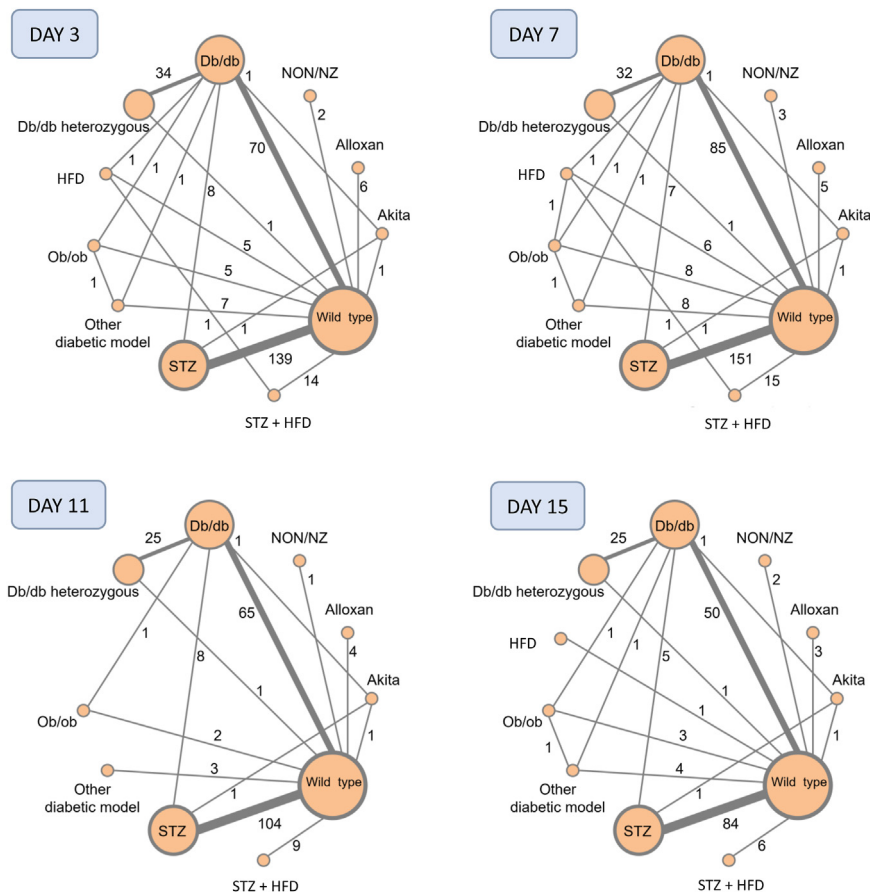 DAY 3
Db/db
34
1
NON/NZ
2
Db/db heterozygous
70
Alloxan
HFD
1
1
1
8
6
Akita
1
5
Ob/ob
5
1
1
7
Wild type
Other
diabetic model
1
1
STZ
139
14
STZ + HFD
DAY 7
Db/db
32
1
NON/NZ
3
Db/db heterozygous
85
Alloxan
HFD
1
1
1
7
5
Akita
1
1
6
Ob/ob
8
1
1
8
Wild type
Other
diabetic model
1
1
STZ
151
15
STZ + HFD
DAY 11
Db/db
25
1
NON/NZ
1
Db/db heterozygous
65
Alloxan
1
8
4
Akita
1
Ob/ob
2
1
3
Wild type
Other
diabetic model
1
STZ
104
9
STZ + HFD
DAY 15
Db/db
25
1
NON/NZ
2
Db/db heterozygous
50
Alloxan
HFD
1
1
5
3
Akita
1
1
Ob/ob
3
1
1
4
Wild type
Other
diabetic model
1
STZ
84
6
STZ + HFD